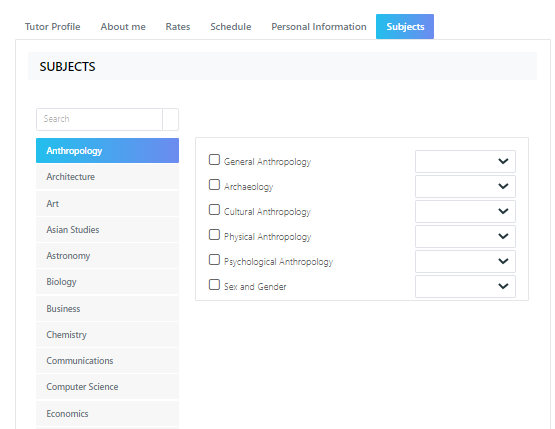 Tutor Profile About me Rates Schedule Personal Information Subjects
SUBJECTS
Search
Anthropology
Architecture
Art
Asian Studies
Astronomy
Biology
Business
Chemistry
Communications
Computer Science
Economics
General Anthropology
Archaeology
Cultural Anthropology
Physical Anthropology
Psychological Anthropology
Sex and Gender